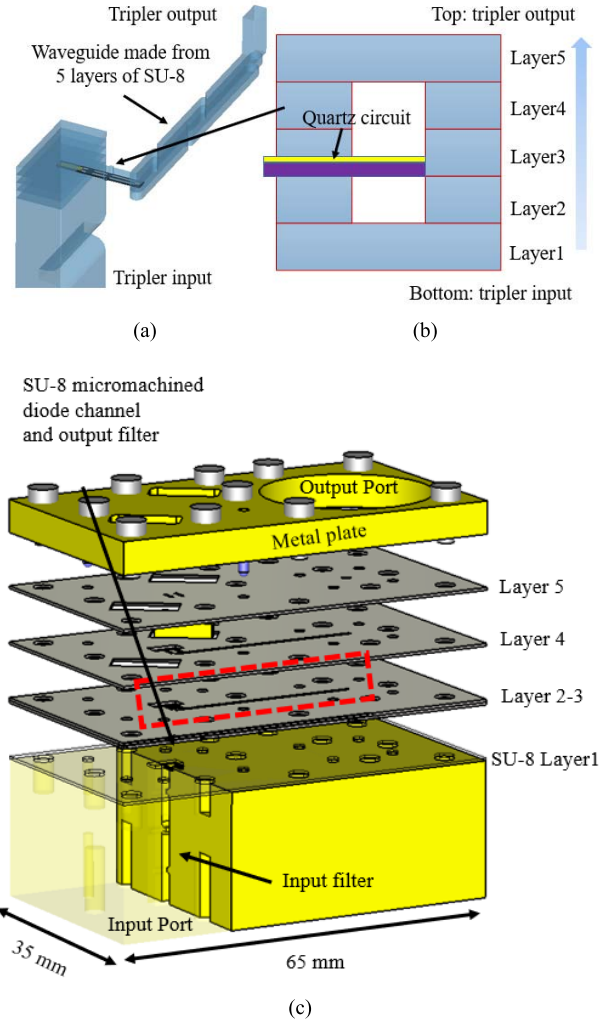 Tripler output
Waveguide made from
5 layers of SU-8
Tripler input
(a)
Top: tripler output
Layer5
Layer4
Quartz circuit
Layer3
Layer2
Layer1
Bottom: tripler input
(b)
SU-8 micromachined
diode channel
and output filter
Output Port
Metal plate
Layer 5
Layer 4
Layer 2-3
SU-8 Layer1
Input filter
Input Port
35 mm
65 mm
(c)